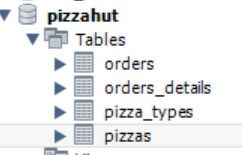 pizzahut
Tables
orders
orders_details
pizza_types
pizzas